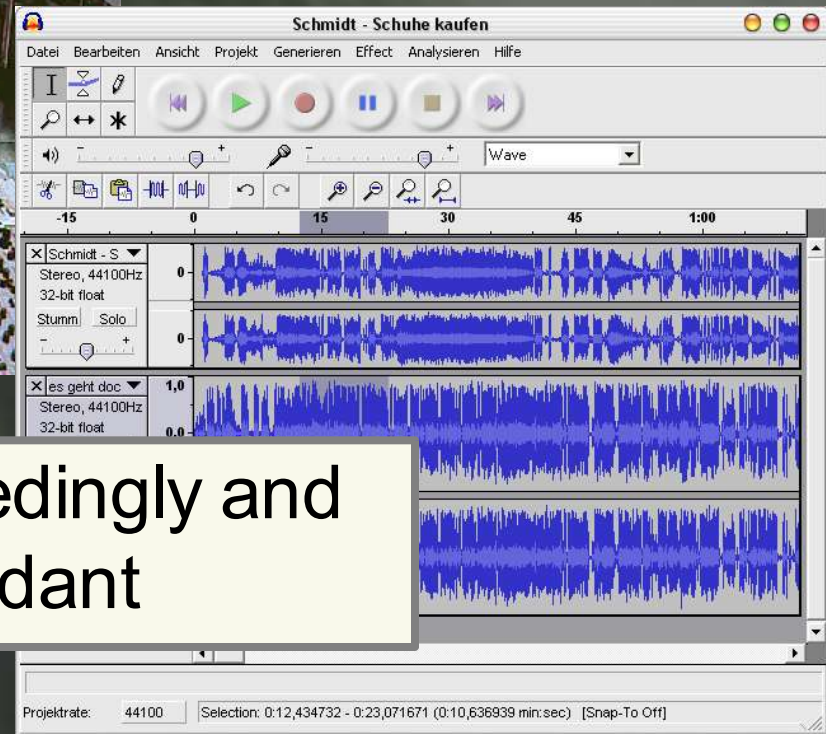 Schmidt - Schuhe kaufen
Datei Bearbeiten Ansicht Projekt Generieren Effect Analysieren Hilfe
Wave
-15 0 15 30 45 1:00
Schmidt - S
Stereo, 44100Hz
32-bit float
Stumm Solo
- +
0
0
es geht doc
Stereo, 44100Hz
32-bit float
1,0
0,0
edingly and
dant
Projektrate: 44100 Selection: 0:12,434732 - 0:23,071671 (0:10,636939 min:sec) [Snap-To Off]